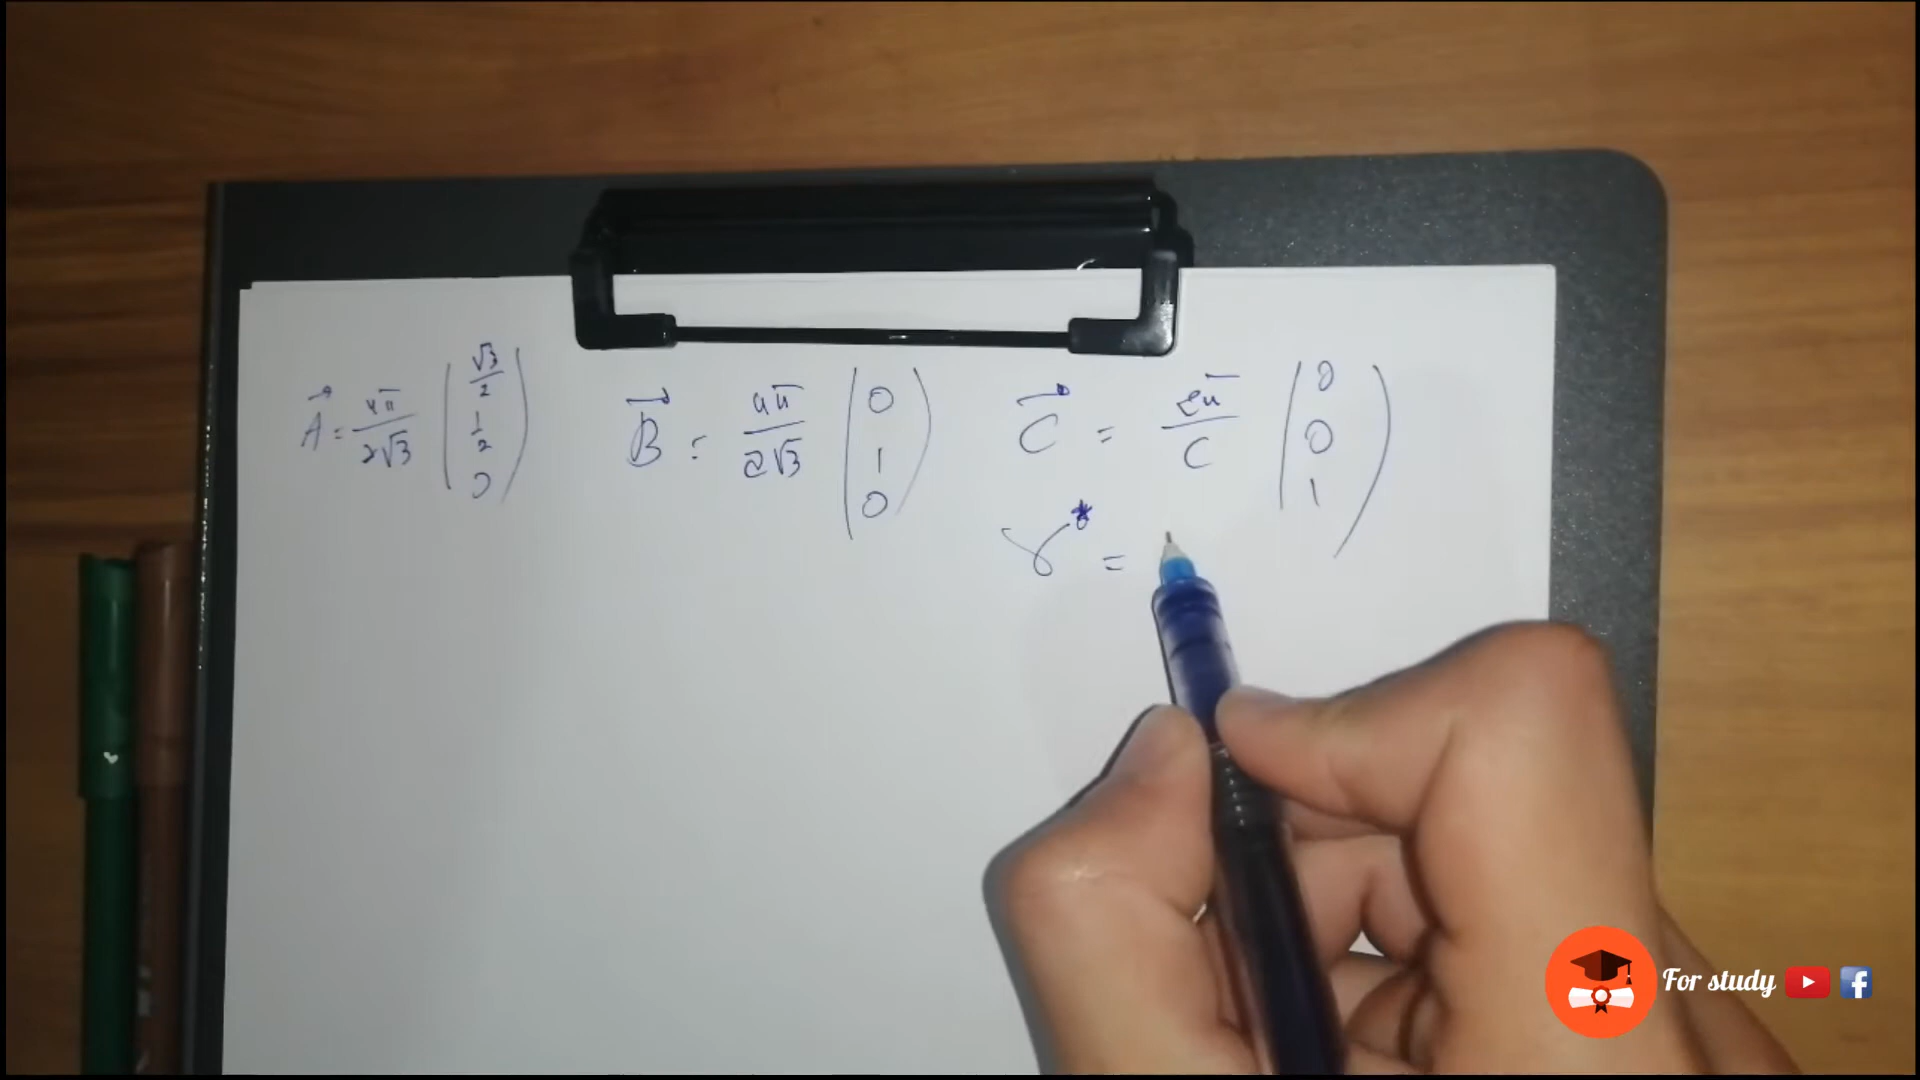 A⃗ = 4π/2√3 (√3/2 1/2 0) B⃗ = 4π/2√3 (0 1 0) C⃗ = 2π/C (0 0 1)
γ* =
For study